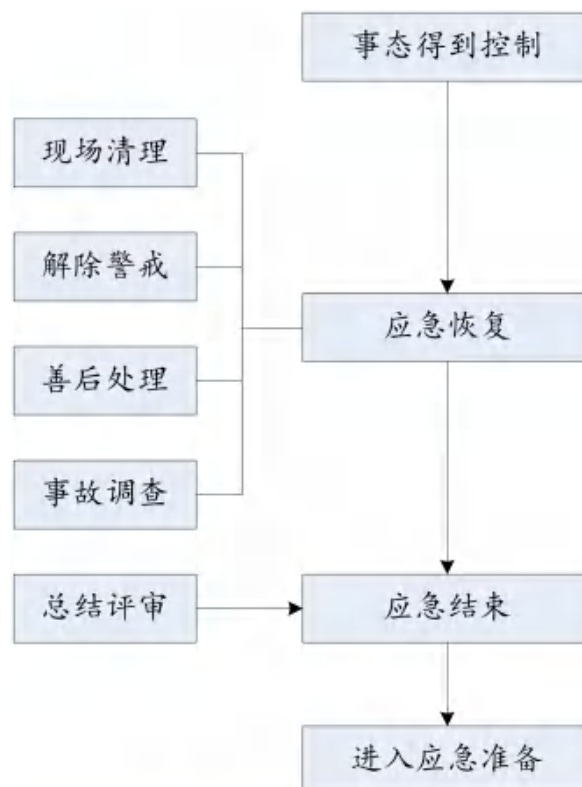 事态得到控制
现场清理
解除警戒
应急恢复
善后处理
事故调查
总结评审
应急结束
进入应急准备